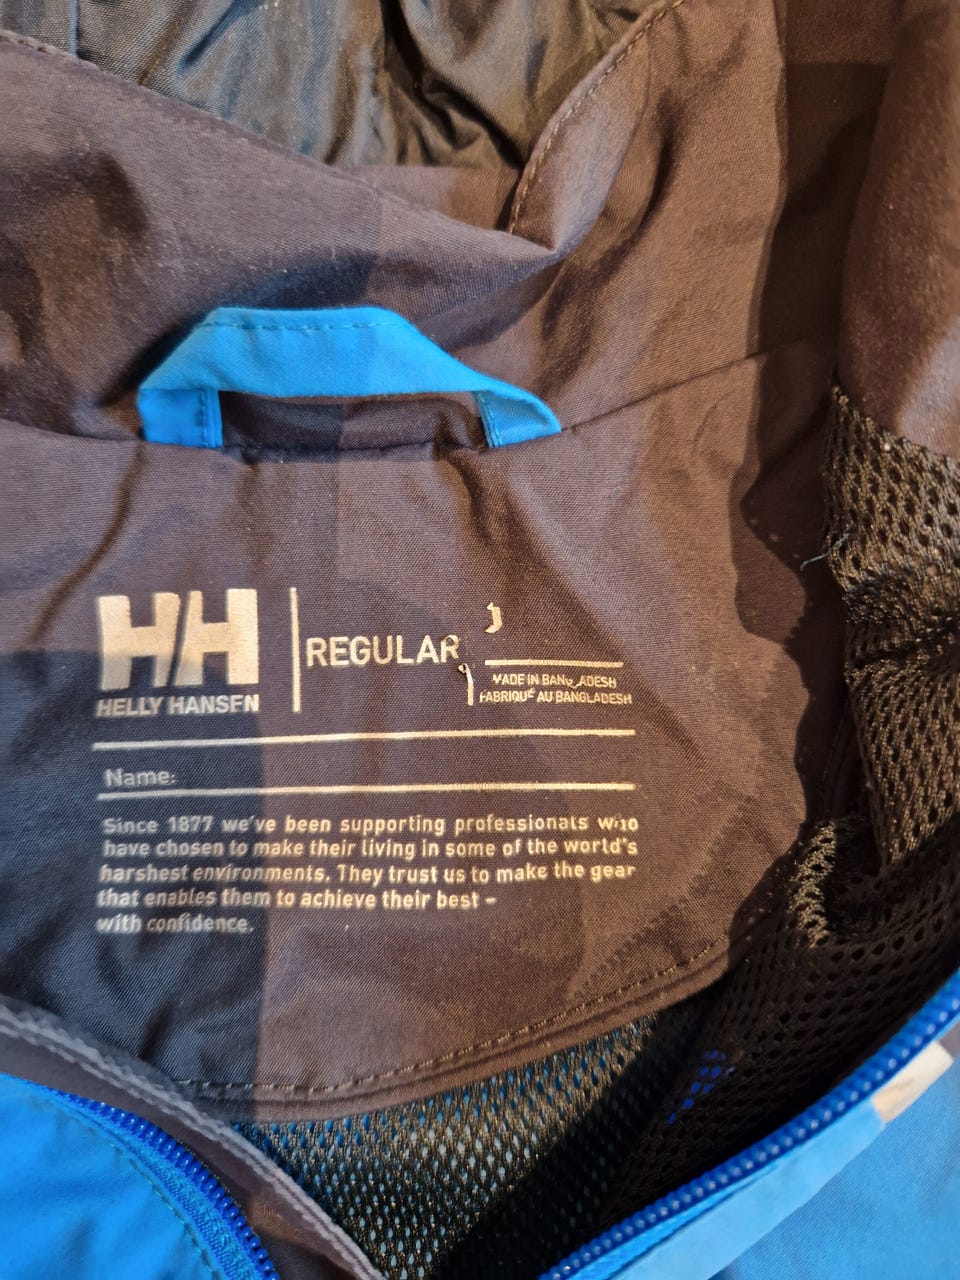 HH
HELLY HANSEN
REGULAR
MADE IN BANGLADESH
FABRIQUE AU BANGLADESH
Name:
Since 1877 we've been supporting professionals who
have chosen to make their living in some of the world's
harshest environments. They trust us to make the gear
that enables them to achieve their best –
with confidence.